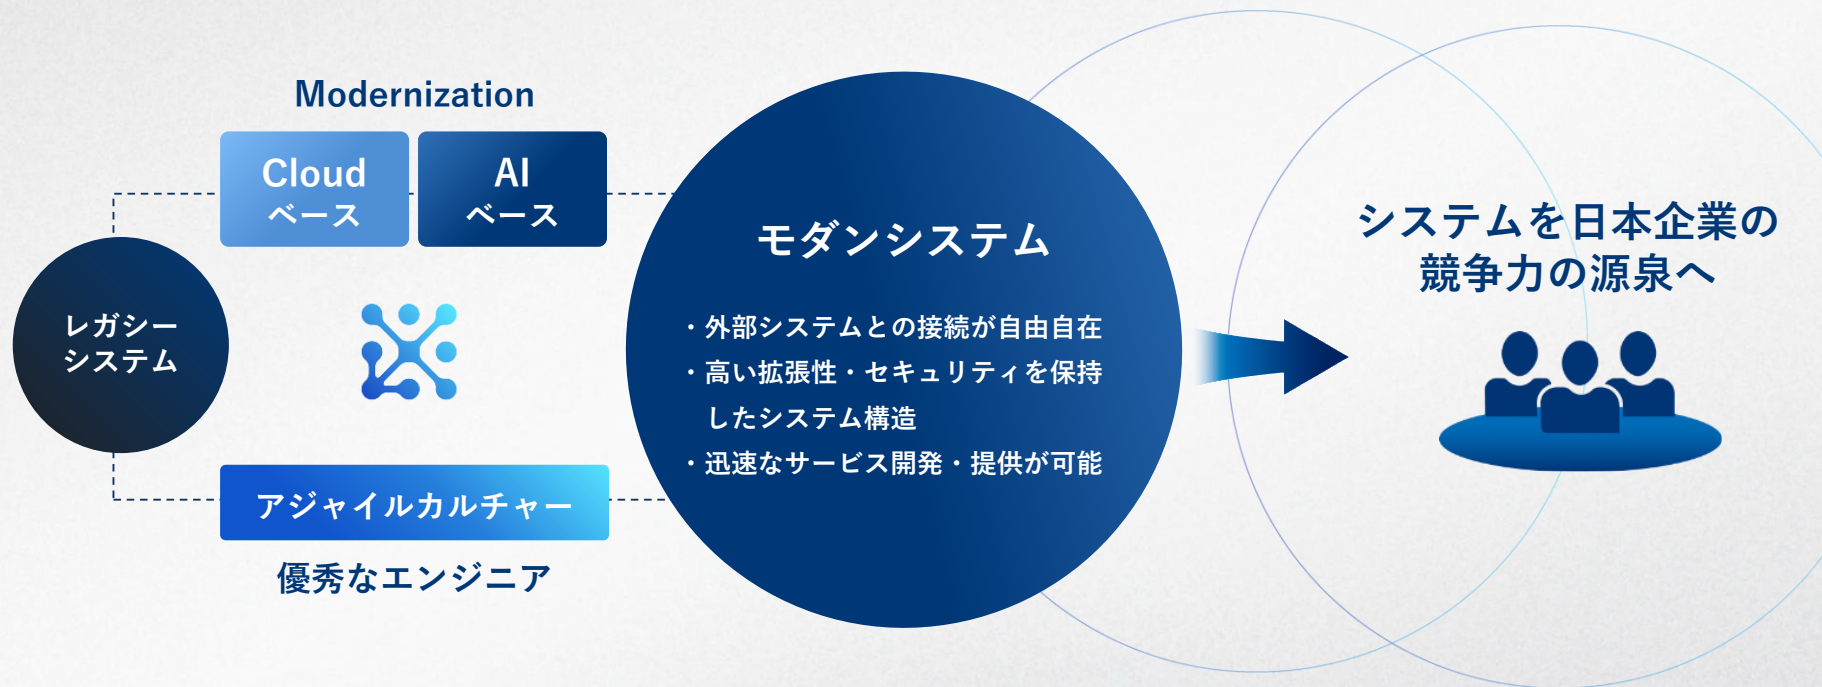 Modernization
Cloud
ベース
AI
ベース
レガシー
システム
アジャイルカルチャー
優秀なエンジニア
モダンシステム
・外部システムとの接続が自由自在
・高い拡張性・セキュリティを保持
したシステム構造
・迅速なサービス開発・提供が可能
システムを日本企業の
競争力の源泉へ